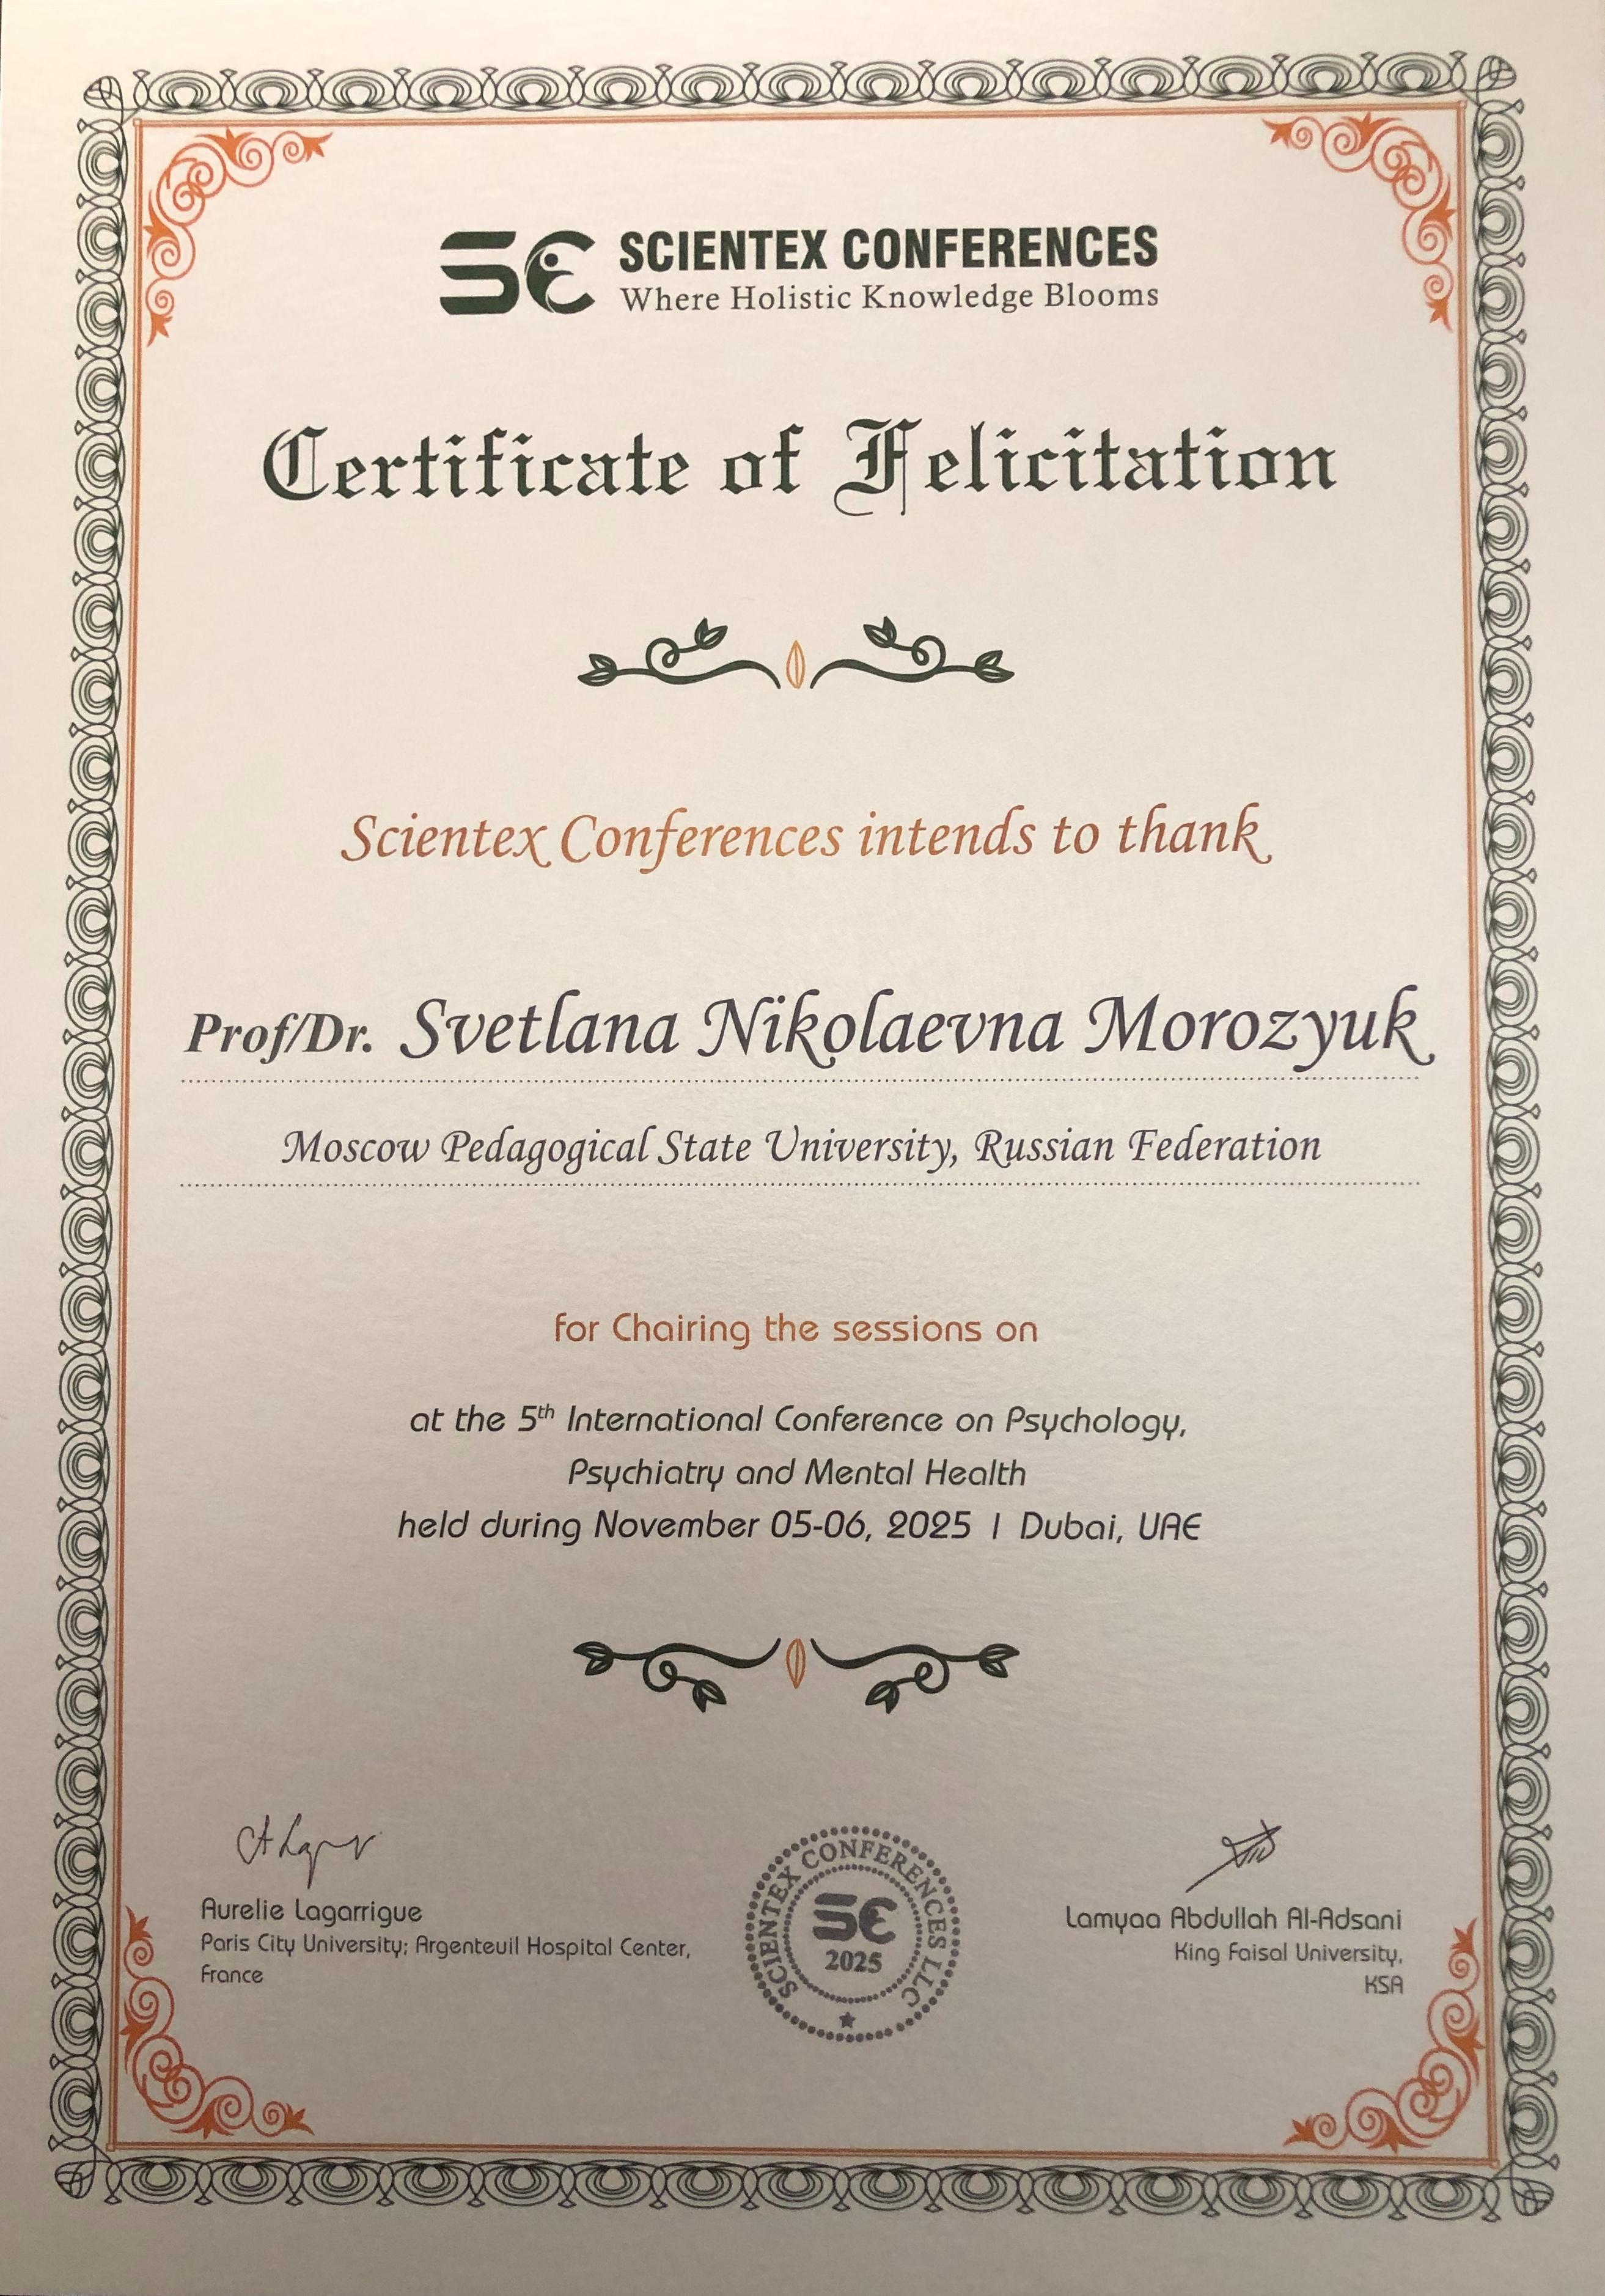 SCIENTEX CONFERENCES
Where Holistic Knowledge Blooms
Certificate of Felicitation
Scientex Conferences intends to thank
Prof/Dr. Svetlana Nikolaevna Morozyuk
Moscow Pedagogical State University, Russian Federation
for Chairing the sessions on
at the 5th International Conference on Psychology,
Psychiatry and Mental Health
held during November 05-06, 2025 | Dubai, UAE
Aurelie Lagarrigue
Paris City University; Argenteuil Hospital Center,
France
SCIENTEX CONFERENCES LLC
SC
2025
Lamyaa Abdullah Al-Adsani
King Faisal University,
KSA